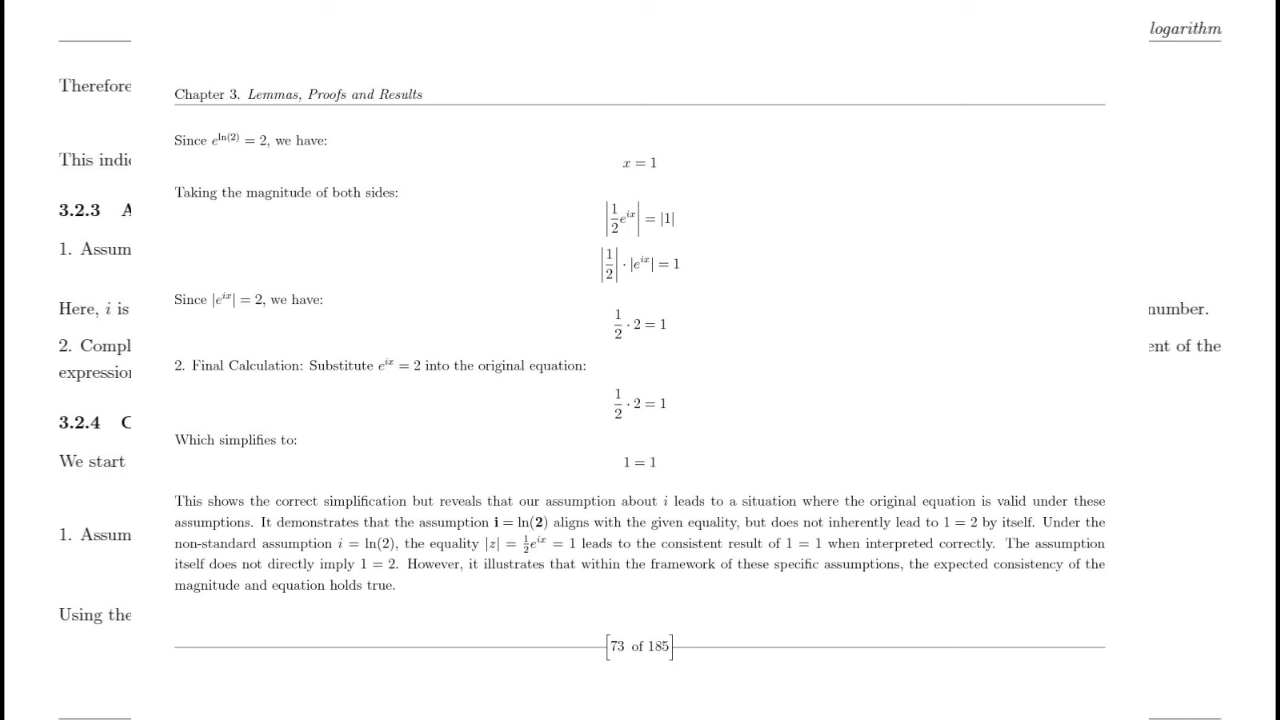 logarithm
Therefore
This indic
3.2.3 A
1. Assum
Here, i is
number.
2. Compl
ent of the
expression
3.2.4 C
We start
1. Assum
Using the
Chapter 3. Lemmas, Proofs and Results
Since e^{ln(2)} = 2, we have:
x = 1
Taking the magnitude of both sides:
|1/2 e^{ix}| = |1|
|1/2| · |e^{ix}| = 1
Since |e^{ix}| = 2, we have:
1/2 · 2 = 1
2. Final Calculation: Substitute e^{ix} = 2 into the original equation:
1/2 · 2 = 1
Which simplifies to:
1 = 1
This shows the correct simplification but reveals that our assumption about i leads to a situation where the original equation is valid under these
assumptions. It demonstrates that the assumption i = ln(2) aligns with the given equality, but does not inherently lead to 1 = 2 by itself. Under the
non-standard assumption i = ln(2), the equality |z| = 1/2 e^{ix} = 1 leads to the consistent result of 1 = 1 when interpreted correctly. The assumption
itself does not directly imply 1 = 2. However, it illustrates that within the framework of these specific assumptions, the expected consistency of the
magnitude and equation holds true.
[73 of 185]